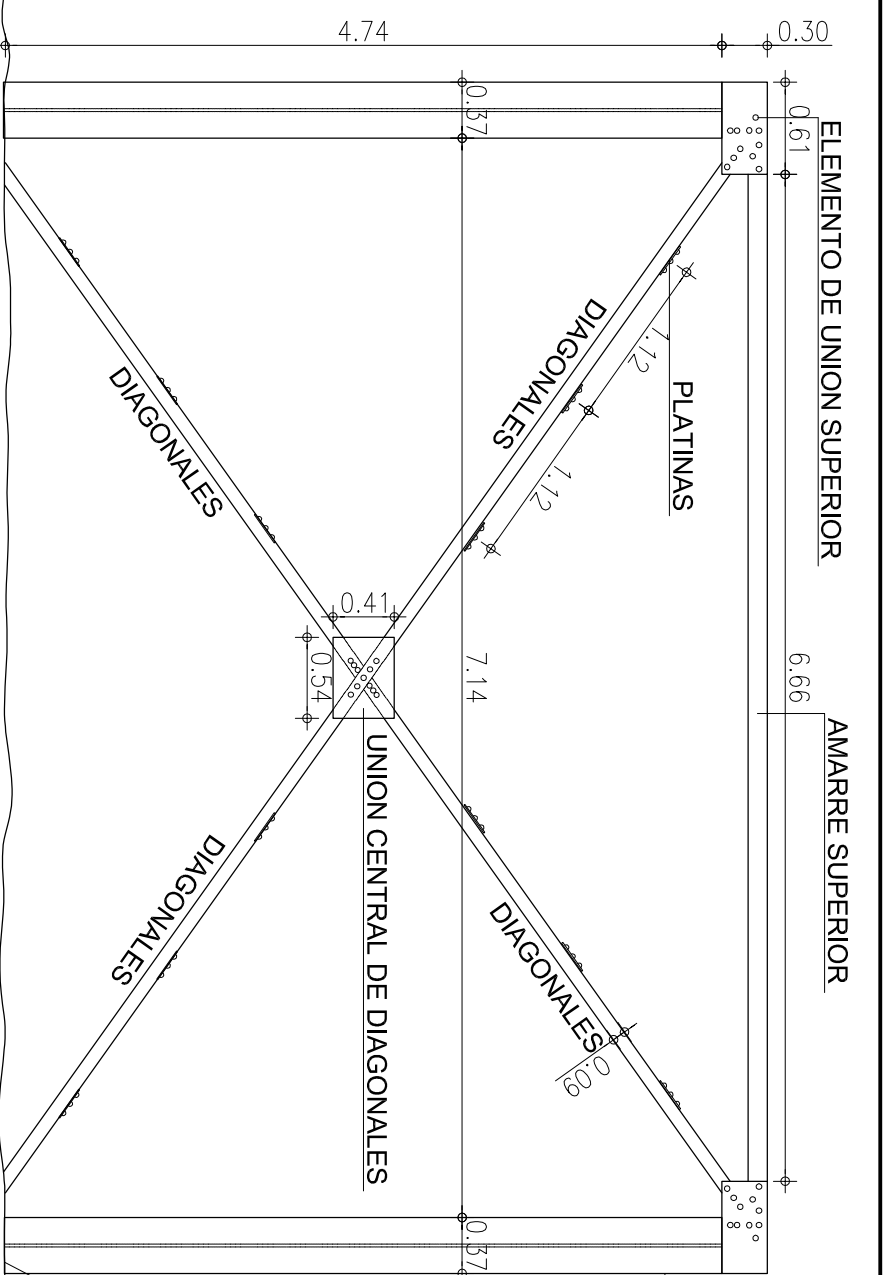 4.74
0.30
0.37
0.61
ELEMENTO DE UNION SUPERIOR
DIAGONALES
1.12
PLATINAS
1.12
DIAGONALES
6.66
AMARRE SUPERIOR
0.41
0.54
7.14
UNION CENTRAL DE DIAGONALES
DIAGONALES
DIAGONALES
0.09
0.37